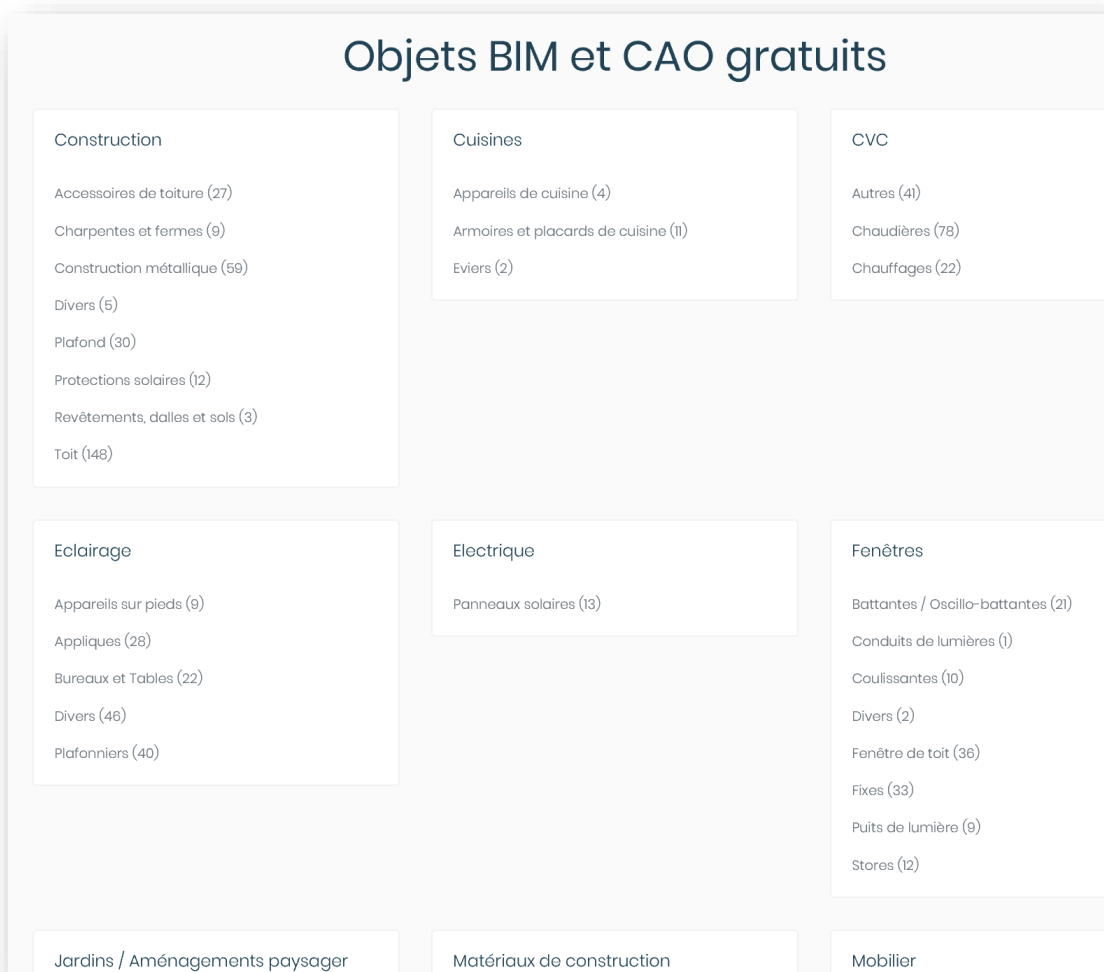 Objets BIM et CAO gratuits
Construction
Accessoires de toiture (27)
Charpentes et fermes (9)
Construction métallique (59)
Divers (5)
Plafond (30)
Protections solaires (12)
Revêtements, dalles et sols (3)
Toit (148)
Cuisines
Appareils de cuisine (4)
Armoires et placards de cuisine (11)
Eviers (2)
CVC
Autres (41)
Chaudières (78)
Chauffages (22)
Eclairage
Appareils sur pieds (9)
Appliques (28)
Bureaux et Tables (22)
Divers (46)
Plafonniers (40)
Electrique
Panneaux solaires (13)
Fenêtres
Battantes / Oscillo-battantes (21)
Conduits de lumières (1)
Coulissantes (10)
Divers (2)
Fenêtre de toit (36)
Fixes (33)
Puits de lumière (9)
Stores (12)
Jardins / Aménagements paysager
Matériaux de construction
Mobilier